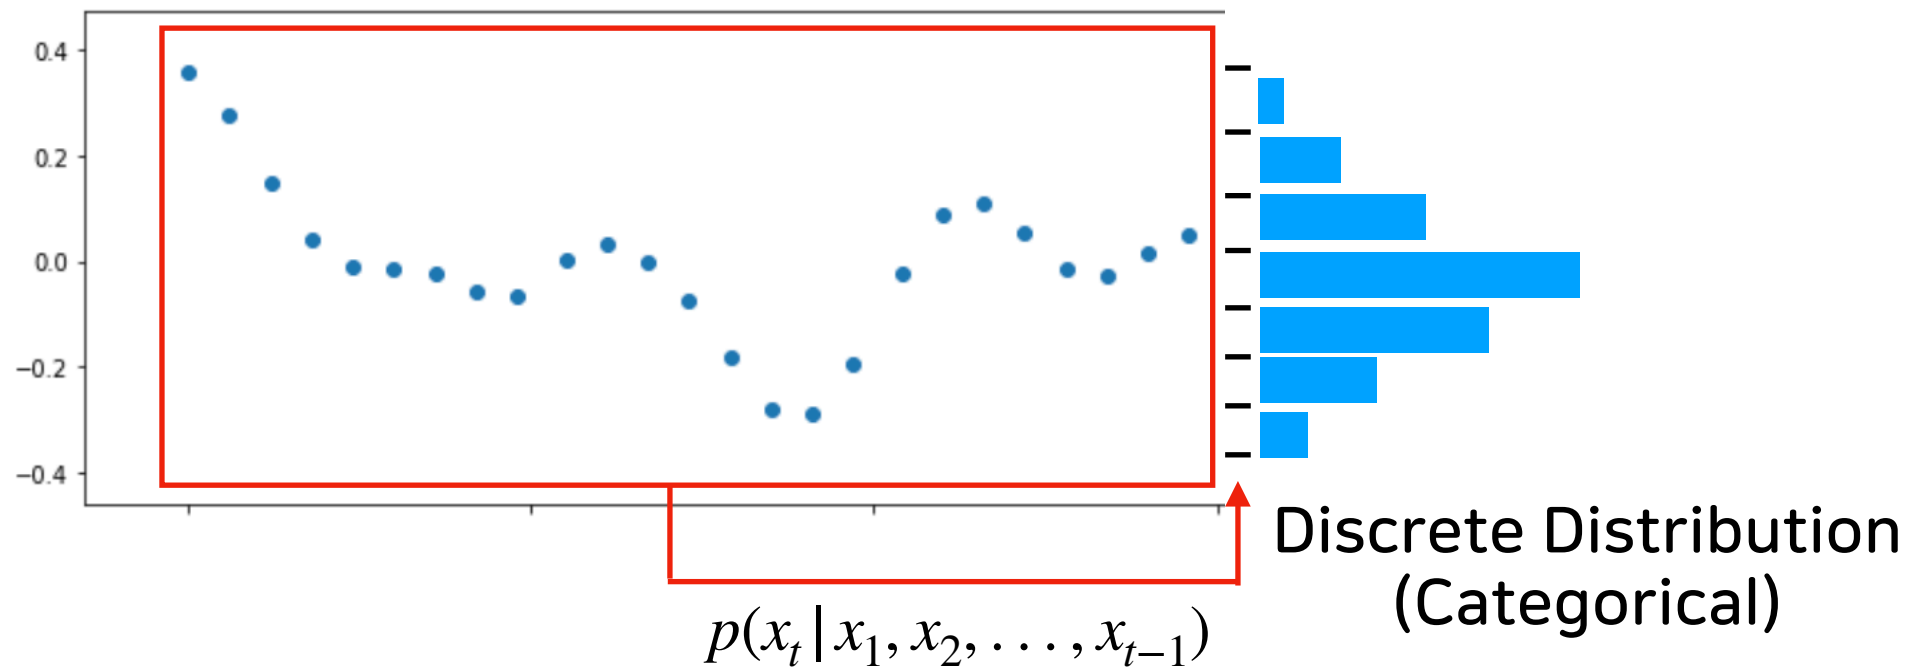 0.4
0.2
0.0
−0.2
−0.4
Discrete Distribution
(Categorical)
p(x_t | x_1, x_2, . . . , x_{t−1})